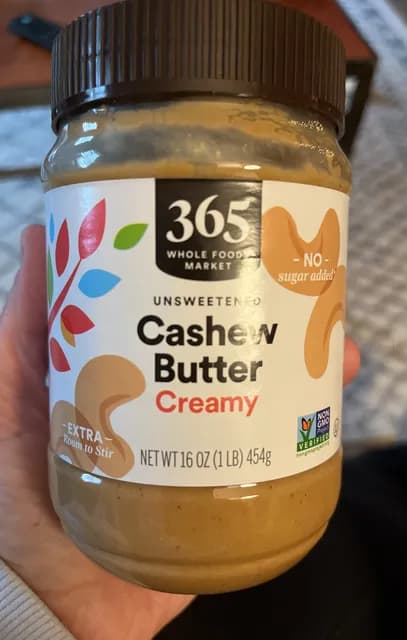 365
WHOLE FOODS
MARKET
UNSWEETENED
Cashew
Butter
Creamy
- NO -
sugar added
- EXTRA -
Room to Stir
NON
GMO
Project
VERIFIED
NET WT 16 OZ (1 LB) 454g